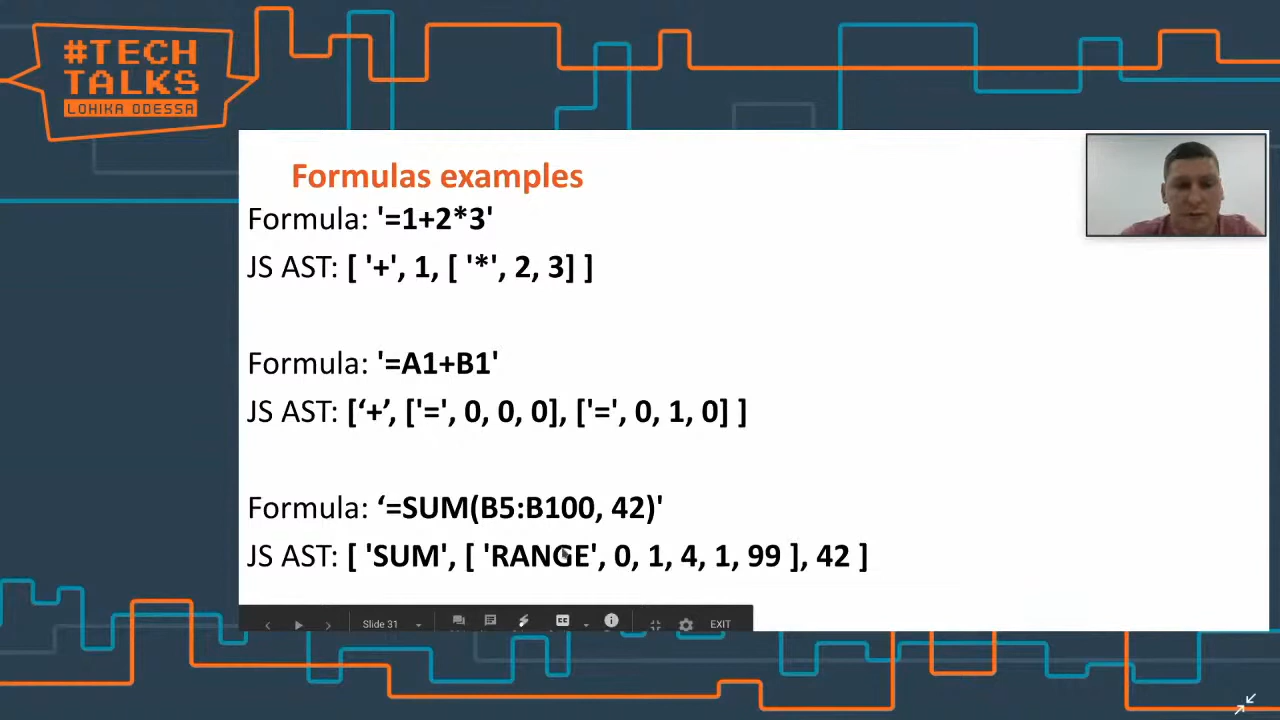 #TECH
TALKS
LOHIKA ODESSA
Formulas examples
Formula: '=1+2*3'
JS AST: [ '+', 1, [ '*', 2, 3] ]
Formula: '=A1+B1'
JS AST: [‘+’, ['=', 0, 0, 0], ['=', 0, 1, 0] ]
Formula: ‘=SUM(B5:B100, 42)'
JS AST: [ 'SUM', [ 'RANGE', 0, 1, 4, 1, 99 ], 42 ]
Slide 31
CC
EXIT